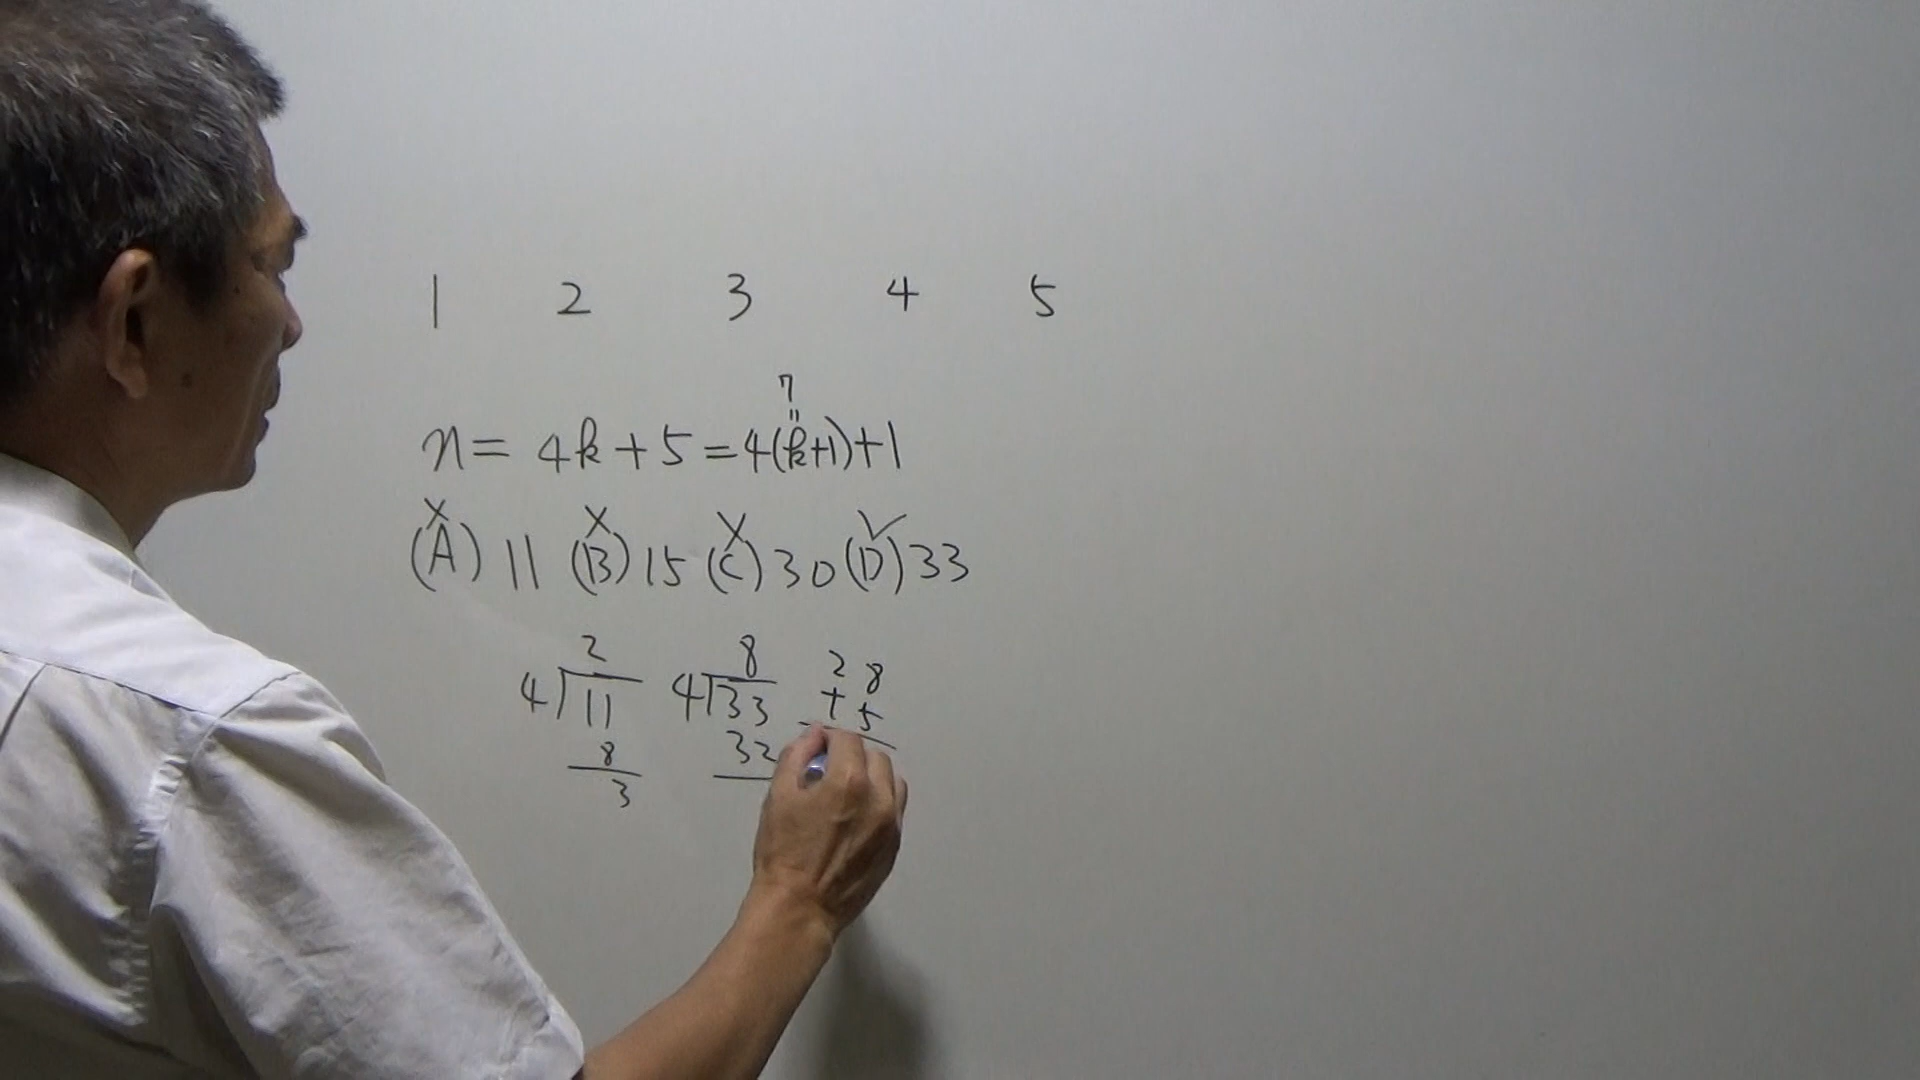 1 2 3 4 5
7
"
n = 4k + 5 = 4(k+1) + 1
X X X ✓
(A) 11 (B) 15 (C) 30 (D) 33
2 8 2 8
4)11 4)33 + 5
8 32
3